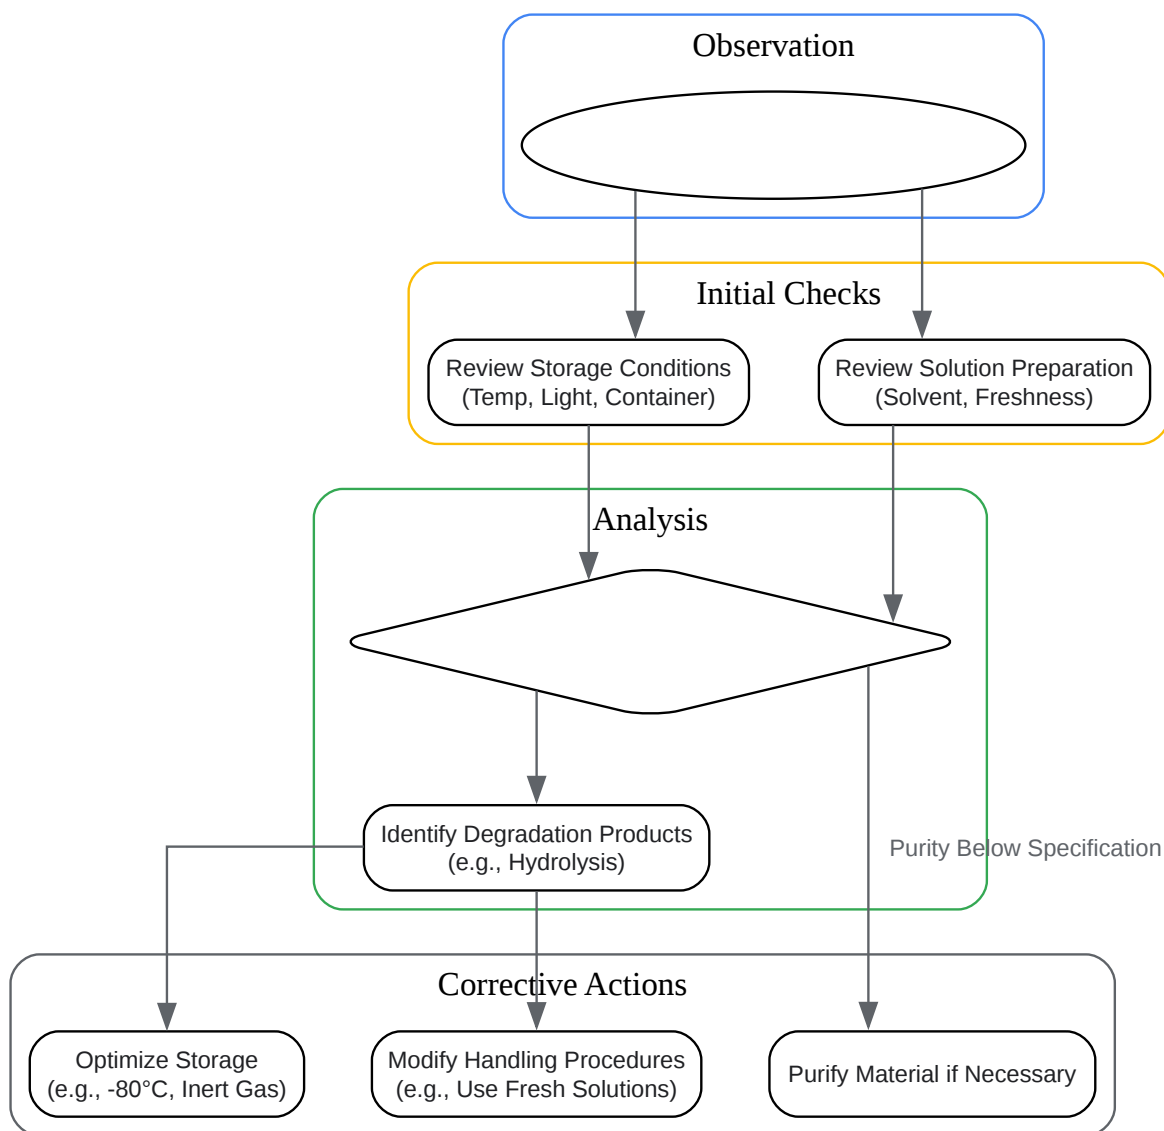 Observation
Initial Checks
Review Storage Conditions
(Temp, Light, Container)
Review Solution Preparation
(Solvent, Freshness)
Analysis
Identify Degradation Products
(e.g., Hydrolysis)
Purity Below Specification
Corrective Actions
Optimize Storage
(e.g., -80°C, Inert Gas)
Modify Handling Procedures
(e.g., Use Fresh Solutions)
Purify Material if Necessary